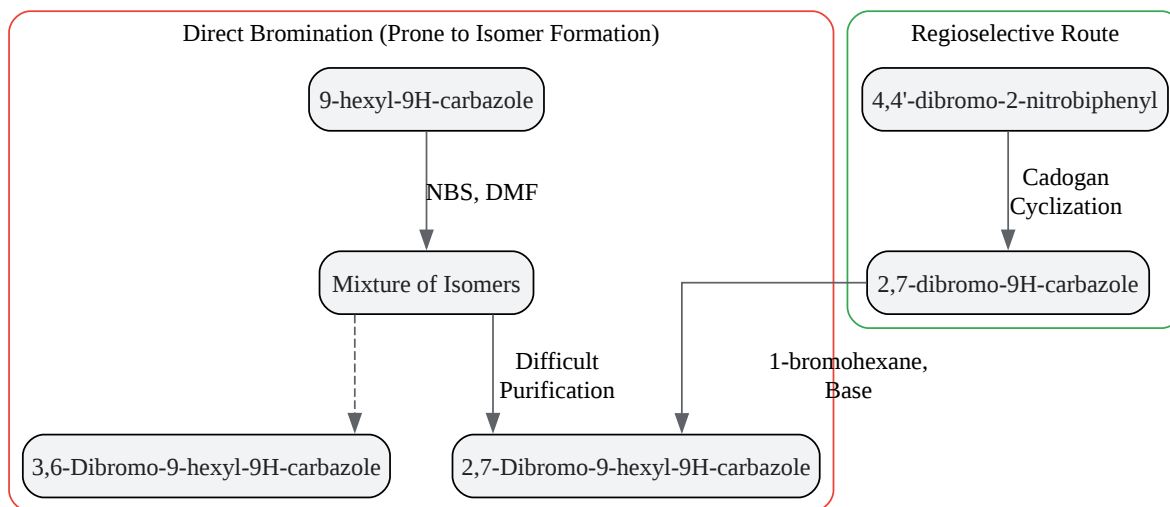 Direct Bromination (Prone to Isomer Formation)
Regioselective Route
9-hexyl-9H-carbazole
4,4'-dibromo-2-nitrobiphenyl
NBS, DMF
Cadogan
Cyclization
Mixture of Isomers
2,7-dibromo-9H-carbazole
Difficult
Purification
1-bromohexane,
Base
3,6-Dibromo-9-hexyl-9H-carbazole
2,7-Dibromo-9-hexyl-9H-carbazole